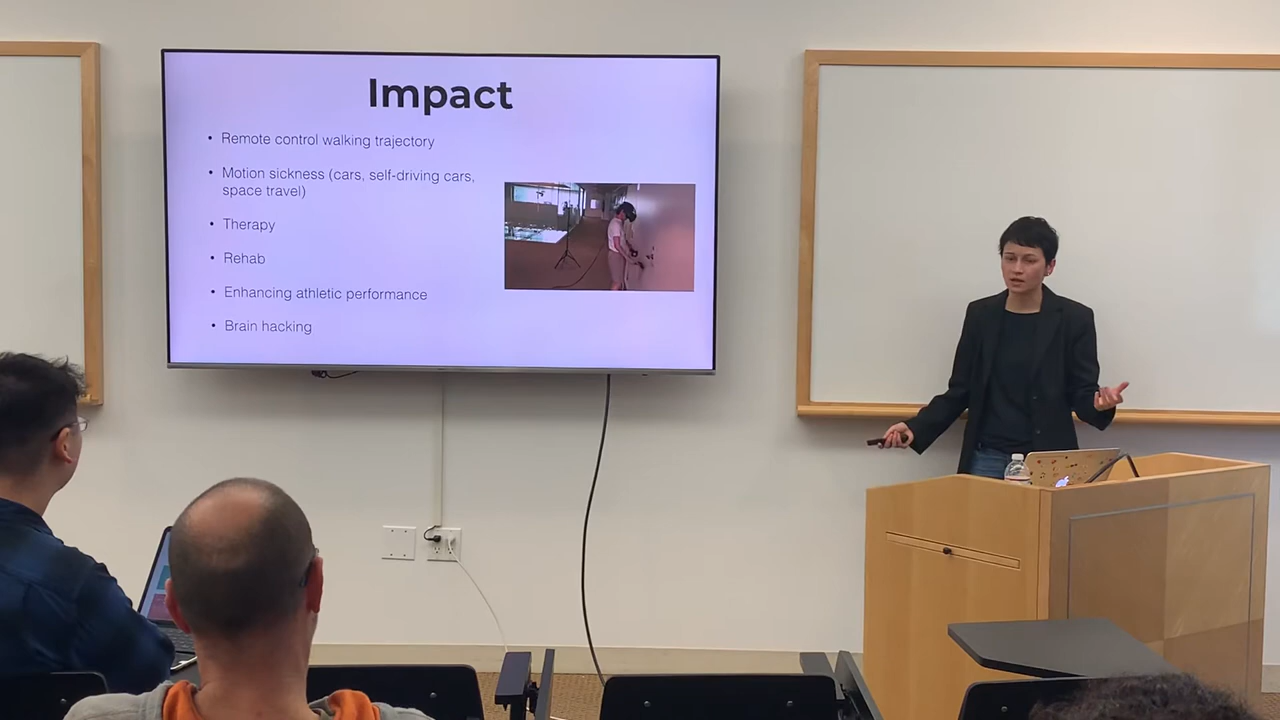 Impact
• Remote control walking trajectory
• Motion sickness (cars, self-driving cars,
space travel)
• Therapy
• Rehab
• Enhancing athletic performance
• Brain hacking